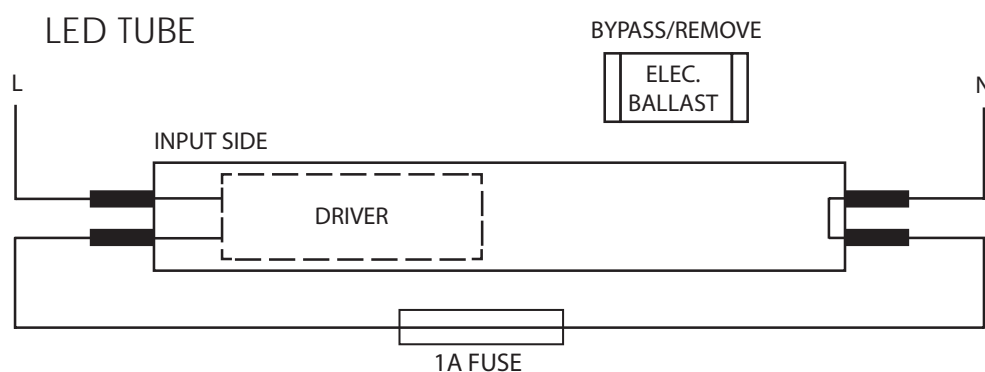 LED TUBE
BYPASS/REMOVE
ELEC.
BALLAST
L
N
INPUT SIDE
DRIVER
1A FUSE